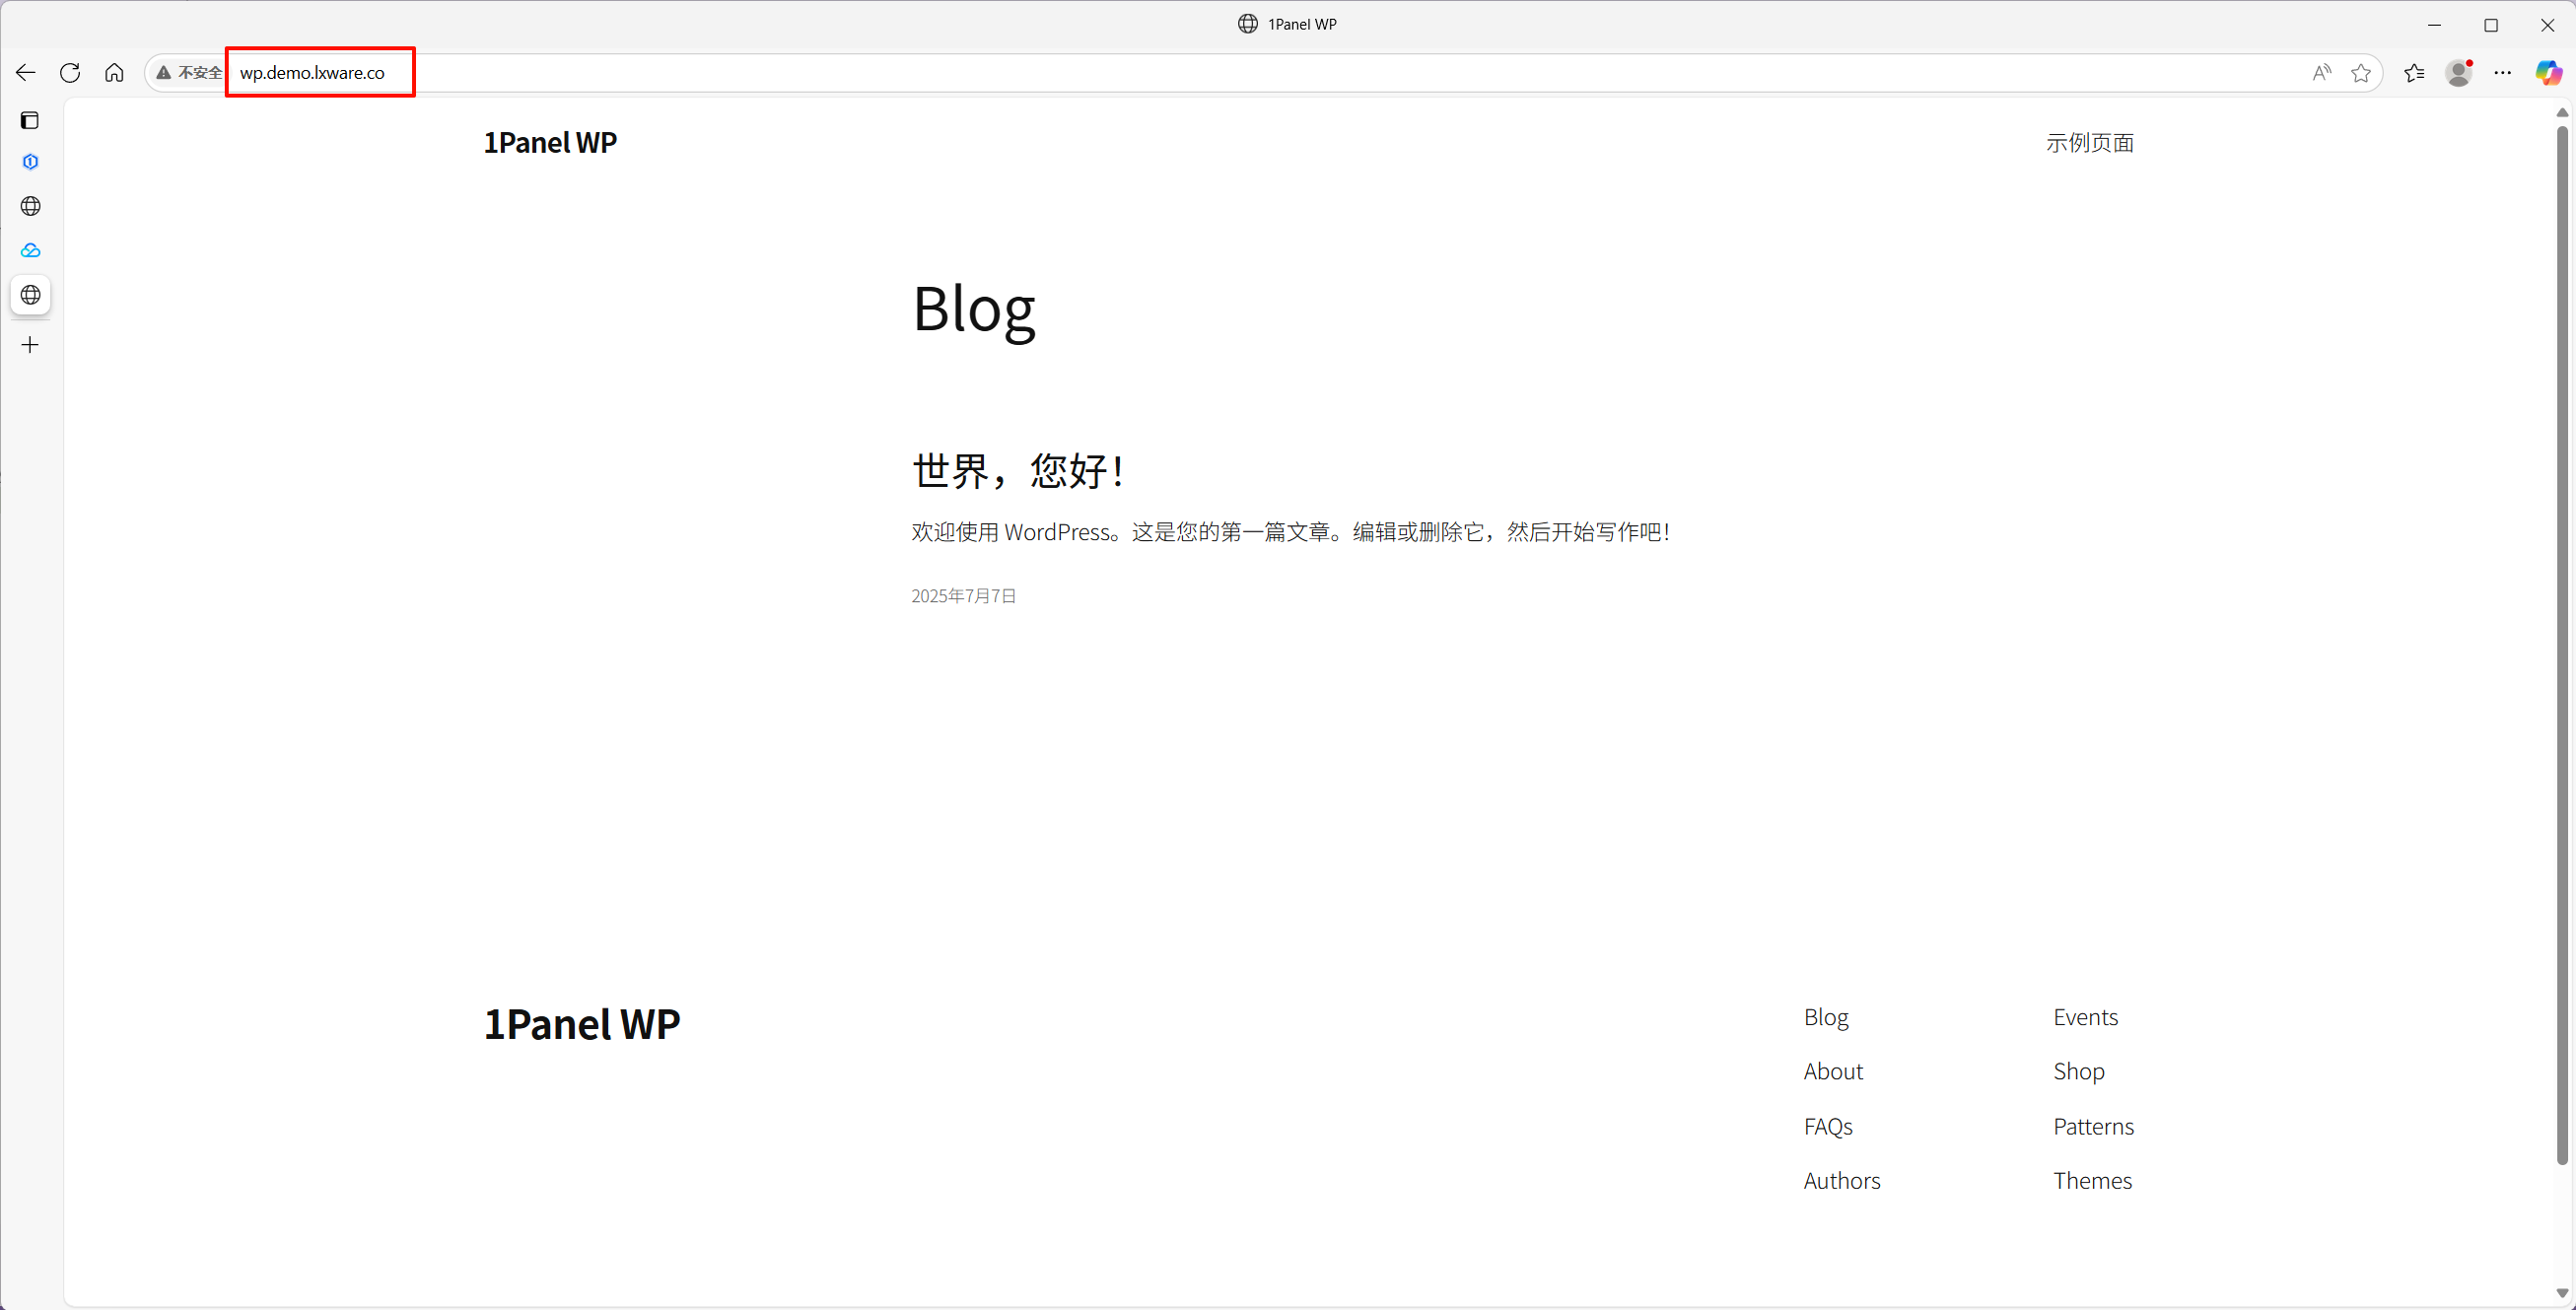 1Panel WP
不安全 wp.demo.lxware.co
1Panel WP
示例页面
Blog
世界，您好！
欢迎使用 WordPress。这是您的第一篇文章。编辑或删除它，然后开始写作吧！
2025年7月7日
1Panel WP
Blog
About
FAQs
Authors
Events
Shop
Patterns
Themes